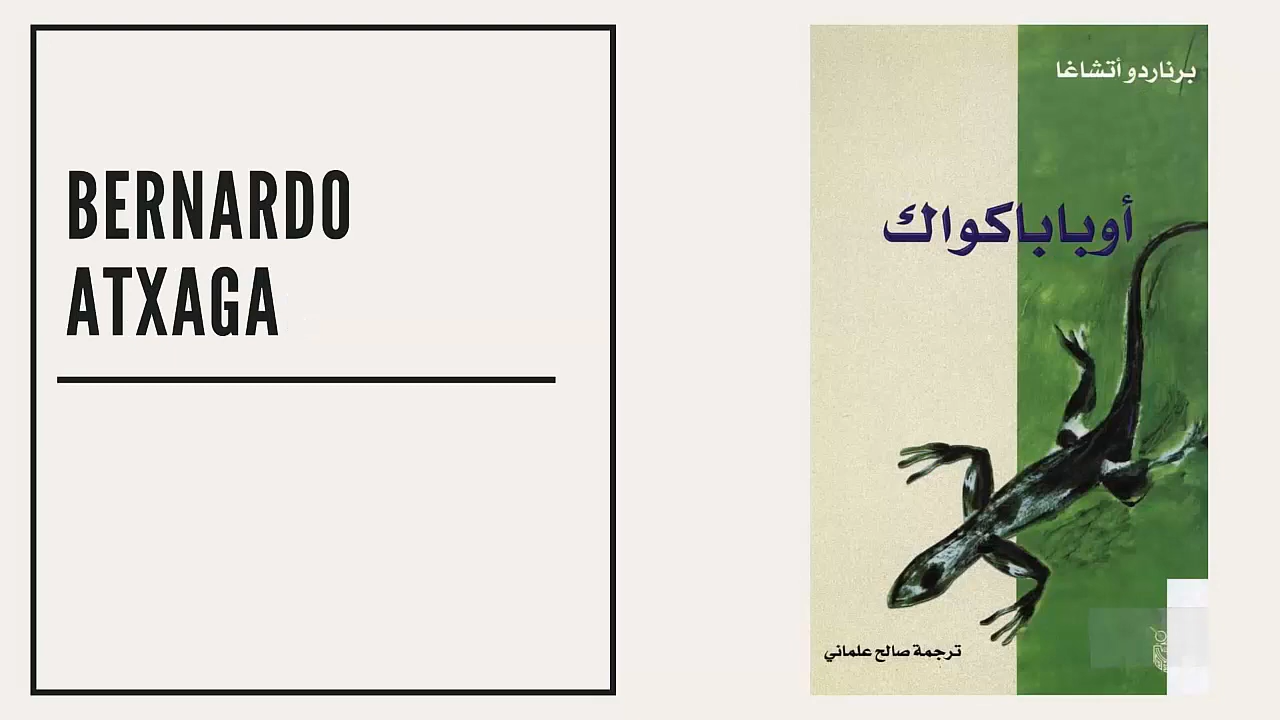 BERNARDO
ATXAGA
برناردو أتشاغا
أوباباكواك
ترجمة صالح علماني